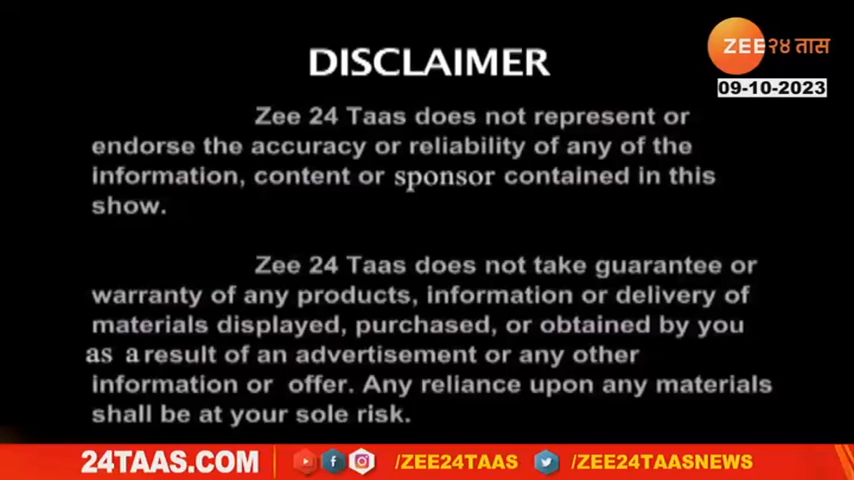 ZEE २४ तास
09-10-2023
DISCLAIMER
Zee 24 Taas does not represent or
endorse the accuracy or reliability of any of the
information, content or sponsor contained in this
show.
Zee 24 Taas does not take guarantee or
warranty of any products, information or delivery of
materials displayed, purchased, or obtained by you
as a result of an advertisement or any other
information or offer. Any reliance upon any materials
shall be at your sole risk.
24TAAS.COM /ZEE24TAAS /ZEE24TAASNEWS